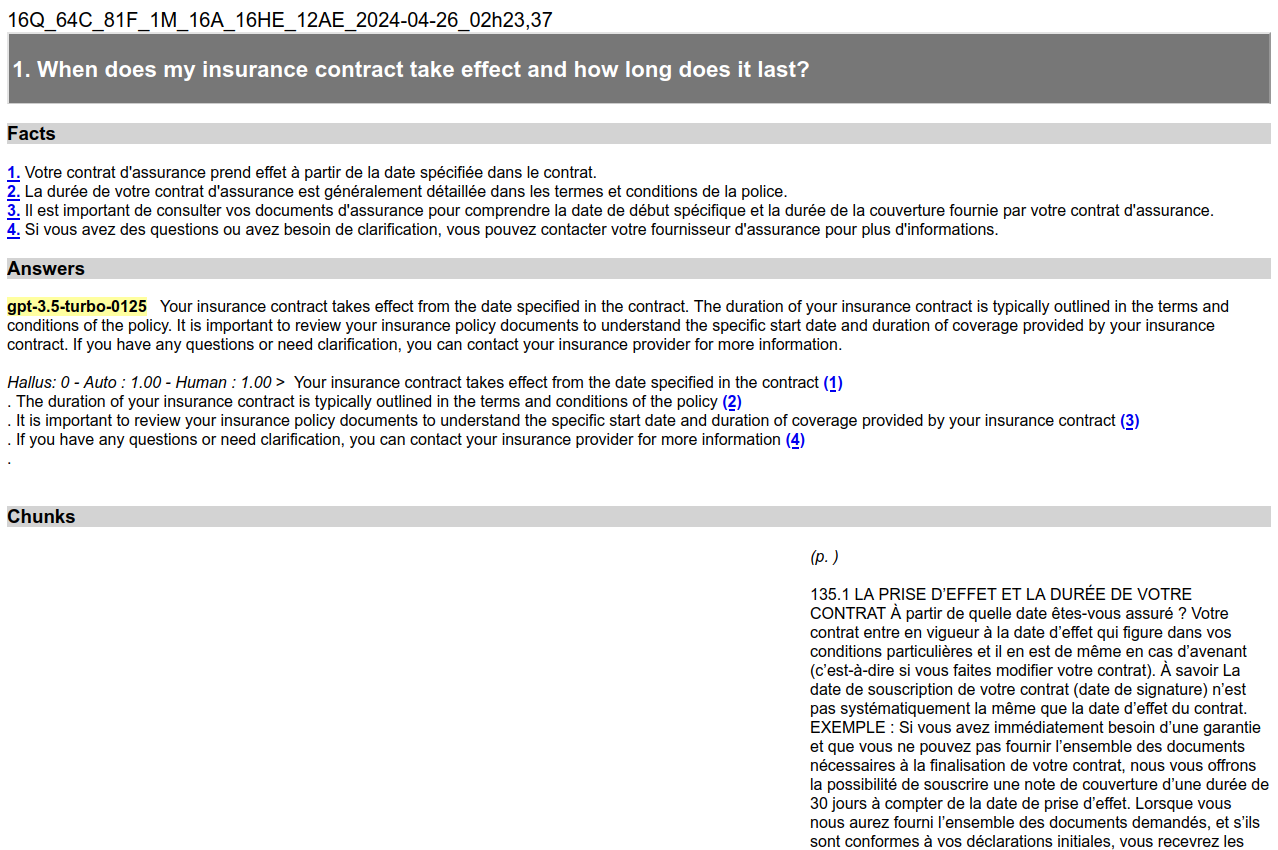 16Q_64C_81F_1M_16A_16HE_12AE_2024-04-26_02h23,37
1. When does my insurance contract take effect and how long does it last?
Facts
1. Votre contrat d'assurance prend effet à partir de la date spécifiée dans le contrat.
2. La durée de votre contrat d'assurance est généralement détaillée dans les termes et conditions de la police.
3. Il est important de consulter vos documents d'assurance pour comprendre la date de début spécifique et la durée de la couverture fournie par votre contrat d'assurance.
4. Si vous avez des questions ou avez besoin de clarification, vous pouvez contacter votre fournisseur d'assurance pour plus d'informations.
Answers
gpt-3.5-turbo-0125 Your insurance contract takes effect from the date specified in the contract. The duration of your insurance contract is typically outlined in the terms and
conditions of the policy. It is important to review your insurance policy documents to understand the specific start date and duration of coverage provided by your insurance
contract. If you have any questions or need clarification, you can contact your insurance provider for more information.
Hallus: 0 - Auto : 1.00 - Human : 1.00 > Your insurance contract takes effect from the date specified in the contract (1)
. The duration of your insurance contract is typically outlined in the terms and conditions of the policy (2)
. It is important to review your insurance policy documents to understand the specific start date and duration of coverage provided by your insurance contract (3)
. If you have any questions or need clarification, you can contact your insurance provider for more information (4)
.
Chunks
(p. )
135.1 LA PRISE D’EFFET ET LA DURÉE DE VOTRE
CONTRAT À partir de quelle date êtes-vous assuré ? Votre
contrat entre en vigueur à la date d’effet qui figure dans vos
conditions particulières et il en est de même en cas d’avenant
(c’est-à-dire si vous faites modifier votre contrat). À savoir La
date de souscription de votre contrat (date de signature) n’est
pas systématiquement la même que la date d’effet du contrat.
EXEMPLE : Si vous avez immédiatement besoin d’une garantie
et que vous ne pouvez pas fournir l’ensemble des documents
nécessaires à la finalisation de votre contrat, nous vous offrons
la possibilité de souscrire une note de couverture d’une durée de
30 jours à compter de la date de prise d’effet. Lorsque vous
nous aurez fourni l’ensemble des documents demandés, et s’ils
sont conformes à vos déclarations initiales, vous recevrez les